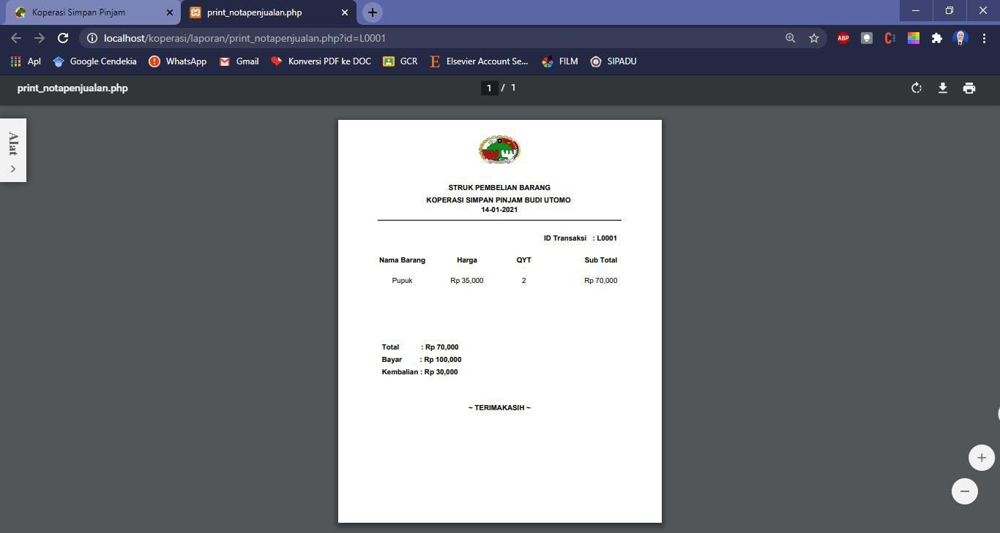 Koperasi Simpan Pinjam
print_notapenjualan.php
localhost/koperasi/laporan/print_notapenjualan.php?id=L0001
ABP
Apl
Google Cendekia
WhatsApp
Gmail
Konversi PDF ke DOC
GCR
Elsevier Account Se...
FILM
SIPADU
print_notapenjualan.php
1 / 1
Alat
STRUK PEMBELIAN BARANG
KOPERASI SIMPAN PINJAM BUDI UTOMO
14-01-2021
ID Transaksi : L0001
Nama Barang Harga QYT Sub Total
Pupuk Rp 35,000 2 Rp 70,000
Total : Rp 70,000
Bayar : Rp 100,000
Kembalian : Rp 30,000
~ TERIMAKASIH ~